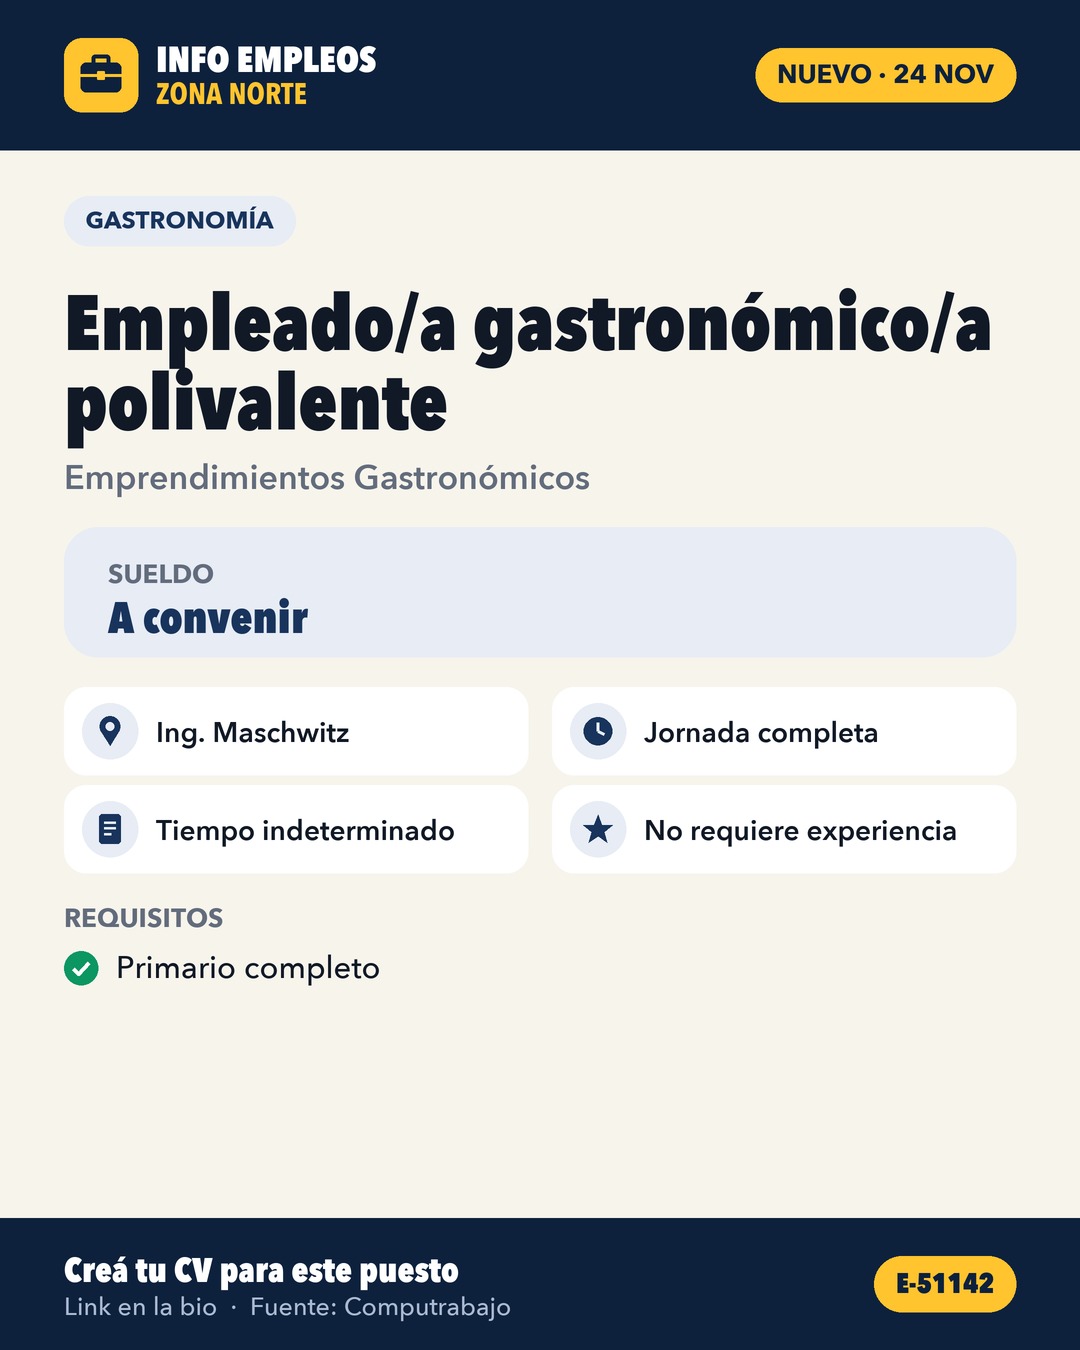 INFO EMPLEOS
ZONA NORTE
NUEVO · 24 NOV
GASTRONOMÍA
Empleado/a gastronómico/a
polivalente
Emprendimientos Gastronómicos
SUELDO
A convenir
Ing. Maschwitz
Jornada completa
Tiempo indeterminado
No requiere experiencia
REQUISITOS
Primario completo
Creá tu CV para este puesto
Link en la bio · Fuente: Computrabajo
E-51142